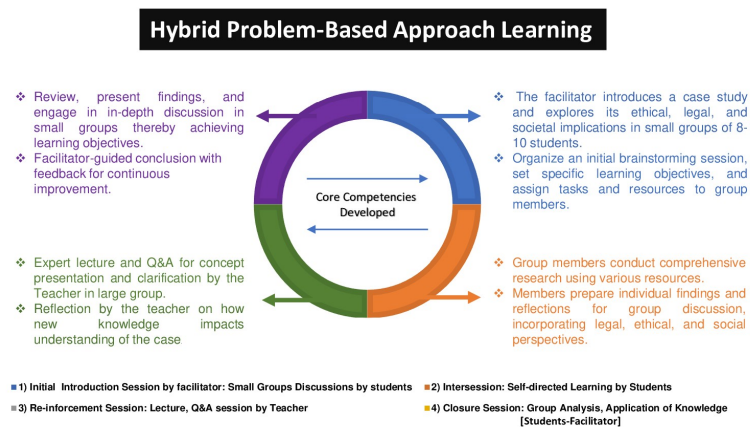 Hybrid Problem-Based Approach Learning
❖ Review, present findings, and
engage in in-depth discussion in
small groups thereby achieving
learning objectives.
❖ Facilitator-guided conclusion with
feedback for continuous
improvement.
❖ The facilitator introduces a case study
and explores its ethical, legal, and
societal implications in small groups of 8-
10 students.
❖ Organize an initial brainstorming session,
set specific learning objectives, and
assign tasks and resources to group
members.
Core Competencies
Developed
❖ Expert lecture and Q&A for concept
presentation and clarification by the
Teacher in large group.
❖ Reflection by the teacher on how
new knowledge impacts
understanding of the case
❖ Group members conduct comprehensive
research using various resources.
❖ Members prepare individual findings and
reflections for group discussion,
incorporating legal, ethical, and social
perspectives.
1) Initial Introduction Session by facilitator: Small Groups Discussions by students
2) Intersession: Self-directed Learning by Students
3) Re-inforcement Session: Lecture, Q&A session by Teacher
4) Closure Session: Group Analysis, Application of Knowledge
[Students-Facilitator]